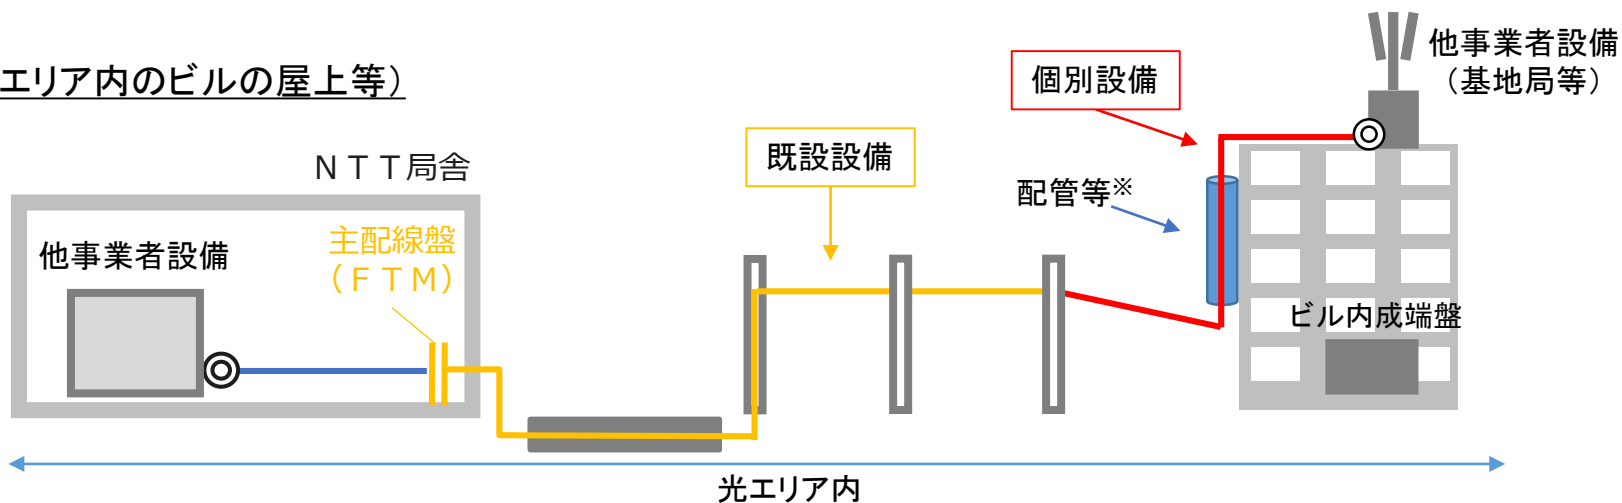 エリア内のビルの屋上等）
他事業者設備
（基地局等）
個別設備
既設設備
ＮＴＴ局舎
配管等※
主配線盤
（ＦＴＭ）
他事業者設備
ビル内成端盤
光エリア内